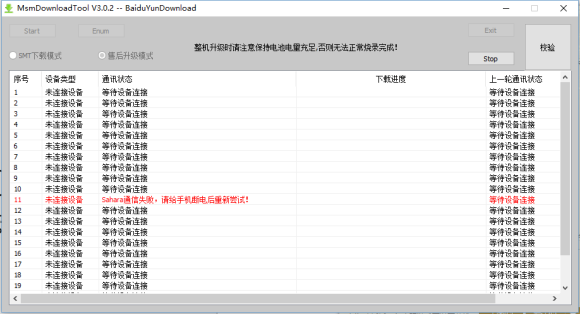 MsmDownloadTool V3.0.2 -- BaiduYunDownload
Start Enum Exit
SMT下载模式 售后升级模式 整机升级时请注意保持电池电量充足,否则无法正常烧录完成! Stop 校验
序号 设备类型 通讯状态 下载进度 上一轮通讯状态
1 未连接设备 等待设备连接 等待设备连接
2 未连接设备 等待设备连接 等待设备连接
3 未连接设备 等待设备连接 等待设备连接
4 未连接设备 等待设备连接 等待设备连接
5 未连接设备 等待设备连接 等待设备连接
6 未连接设备 等待设备连接 等待设备连接
7 未连接设备 等待设备连接 等待设备连接
8 未连接设备 等待设备连接 等待设备连接
9 未连接设备 等待设备连接 等待设备连接
10 未连接设备 等待设备连接 等待设备连接
11 未连接设备 Sahara通信失败，请给手机断电后重新尝试! 等待设备连接
12 未连接设备 等待设备连接 等待设备连接
13 未连接设备 等待设备连接 等待设备连接
14 未连接设备 等待设备连接 等待设备连接
15 未连接设备 等待设备连接 等待设备连接
16 未连接设备 等待设备连接 等待设备连接
17 未连接设备 等待设备连接 等待设备连接
18 未连接设备 等待设备连接 等待设备连接
19 未连接设备 等待设备连接 等待设备连接